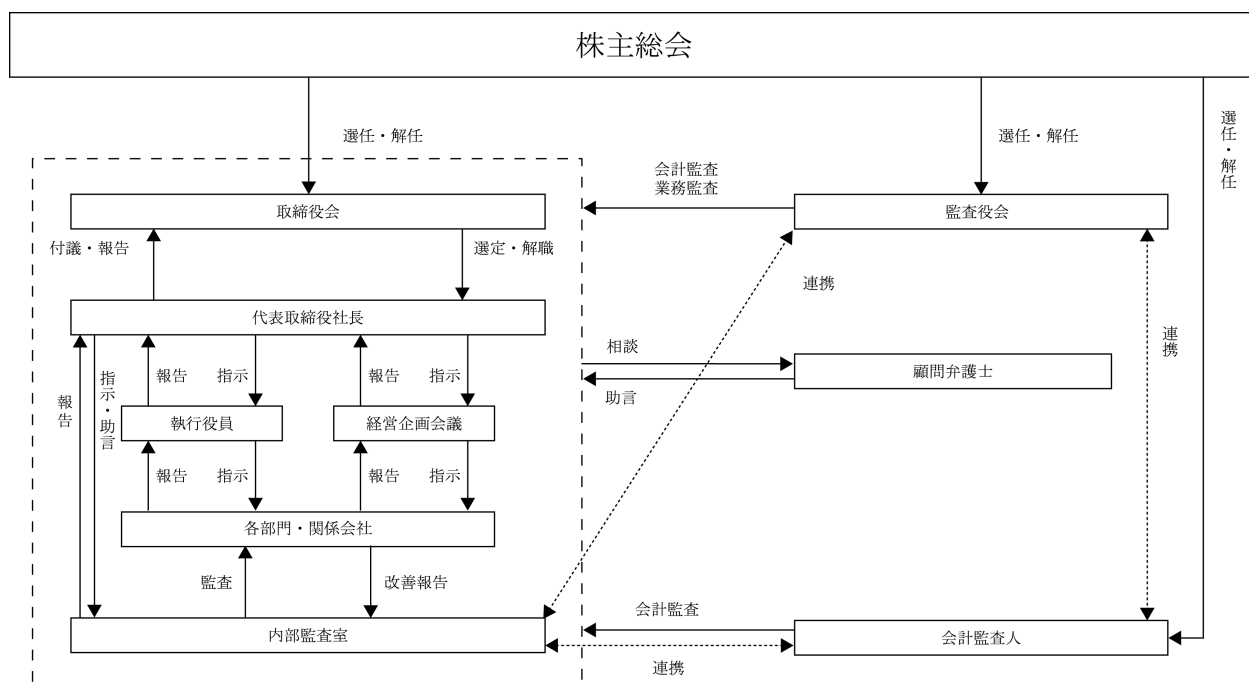 株主総会
選任・解任
選任・解任
選任・解任
会計監査
業務監査
取締役会
監査役会
付議・報告
選定・解職
連携
代表取締役社長
連携
相談
顧問弁護士
助言
報告
指示・助言
報告
指示
報告
指示
執行役員
経営企画会議
報告
指示
報告
指示
各部門・関係会社
監査
改善報告
会計監査
内部監査室
会計監査人
連携